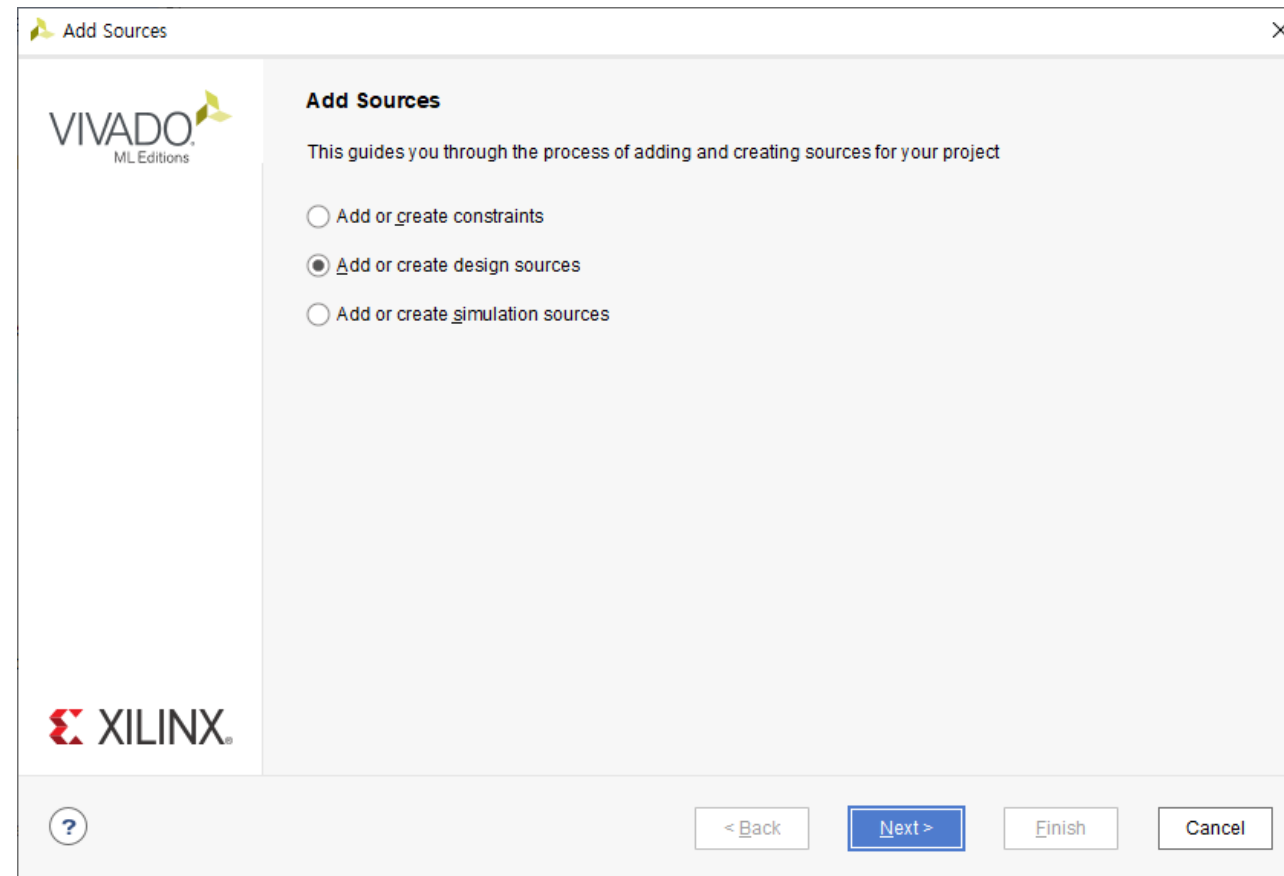 Add Sources
VIVADO.
ML Editions
Add Sources
This guides you through the process of adding and creating sources for your project
Add or create constraints
Add or create design sources
Add or create simulation sources
XILINX.
?
< Back
Next >
Finish
Cancel